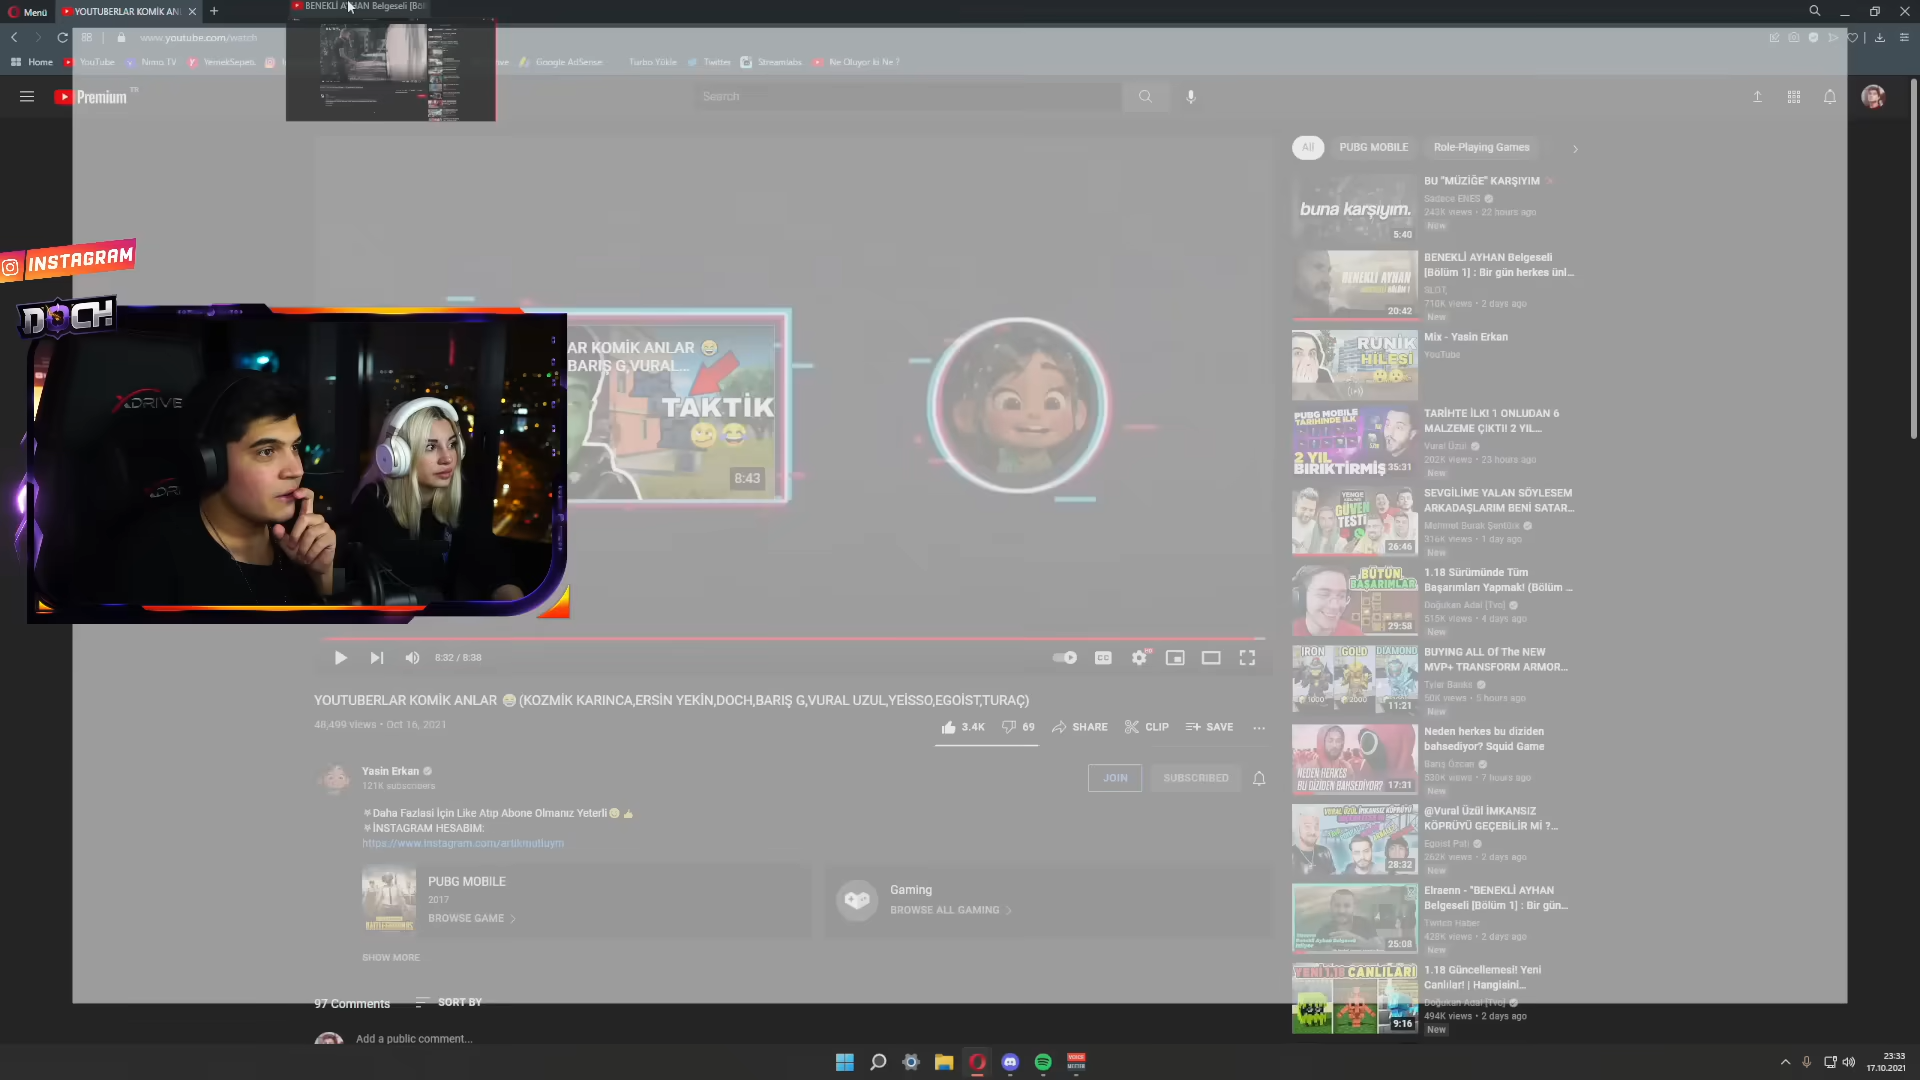 Menü
YOUTUBERLAR KOMİK ANL
BENEKLİ AYHAN Belgeseli [Böl
www.youtube.com/watch
Home
YouTube
Nimo TV
YemekSepeti
Google AdSense
Turbo Yükle
Twitter
Streamlabs
Ne Oluyor ki Ne ?
Premium TR
Search
INSTAGRAM
DOCH
XDRIVE
AR KOMİK ANLAR 😂
BARIŞ G,VURAL...
TAKTİK
8:43
8:32 / 8:38
YOUTUBERLAR KOMİK ANLAR 😂 (KOZMİK KARINCA,ERSİN YEKİN,DOCH,BARIŞ G,VURAL UZUL,YEİSSO,EGOİST,TURAÇ)
48,499 views • Oct 16, 2021
3.4K
69
SHARE
CLIP
SAVE
Yasin Erkan
121K subscribers
JOIN
SUBSCRIBED
Daha Fazlasi İçin Like Atıp Abone Olmanız Yeterli
İNSTAGRAM HESABIM:
https://www.instagram.com/artikmutluym
PUBG MOBILE
2017
BROWSE GAME
Gaming
BROWSE ALL GAMING
SHOW MORE
97 Comments
SORT BY
Add a public comment...
All
PUBG MOBILE
Role-Playing Games
buna karşıyım.
5:40
BU "MÜZİĞE" KARŞIYIM
Sadece ENES
243K views • 22 hours ago
New
BENEKLİ AYHAN
BÖLÜM 1
20:42
BENEKLİ AYHAN Belgeseli
[Bölüm 1] : Bir gün herkes ünl...
SLOT,
710K views • 2 days ago
New
RUNİK
HİLESİ
Mix - Yasin Erkan
YouTube
PUBG MOBILE
TARİHİNDE İLK
2 YIL
BİRİKTİRMİŞ
35:31
TARİHTE İLK! 1 ONLUDAN 6
MALZEME ÇIKTI! 2 YIL...
Vural Üzül
202K views • 23 hours ago
New
GÜVEN
TESTİ
26:46
SEVGİLİME YALAN SÖYLESEM
ARKADAŞLARIM BENİ SATAR...
Mehmet Burak Şentürk
316K views • 1 day ago
New
BÜTÜN
BAŞARIMLAR
29:58
1.18 Sürümünde Tüm
Başarımları Yapmak! (Bölüm ...
Doğukan Adal [Tvo]
515K views • 4 days ago
New
IRON
GOLD
DIAMOND
11:21
BUYING ALL Of The NEW
MVP+ TRANSFORM ARMOR...
50K views • 5 hours ago
New
NEDEN HERKES
BU DİZİDEN BAHSEDİYOR?
17:31
Neden herkes bu diziden
bahsediyor? Squid Game
Barış Özcan
530K views • 7 hours ago
New
28:32
@Vural Üzül İMKANSIZ
KÖPRÜYÜ GEÇEBİLİR Mİ ?...
Egoist Pati
262K views • 2 days ago
New
25:08
Elraenn - "BENEKLİ AYHAN
Belgeseli [Bölüm 1] : Bir gün...
Twitch Haber
428K views • 2 days ago
New
YENİ 1.18 CANLILARI
9:16
1.18 Güncellemesi! Yeni
Canlılar! | Hangisini...
Doğukan Adal [Tvo]
494K views • 2 days ago
New
23:33
17.10.2021